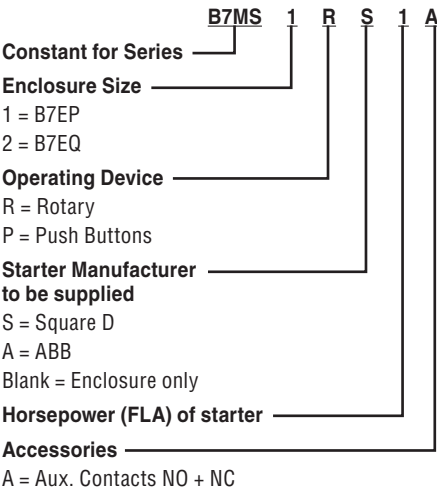 B7MS 1 R S 1 A
Constant for Series
Enclosure Size
1 = B7EP
2 = B7EQ
Operating Device
R = Rotary
P = Push Buttons
Starter Manufacturer
to be supplied
S = Square D
A = ABB
Blank = Enclosure only
Horsepower (FLA) of starter
Accessories
A = Aux. Contacts NO + NC